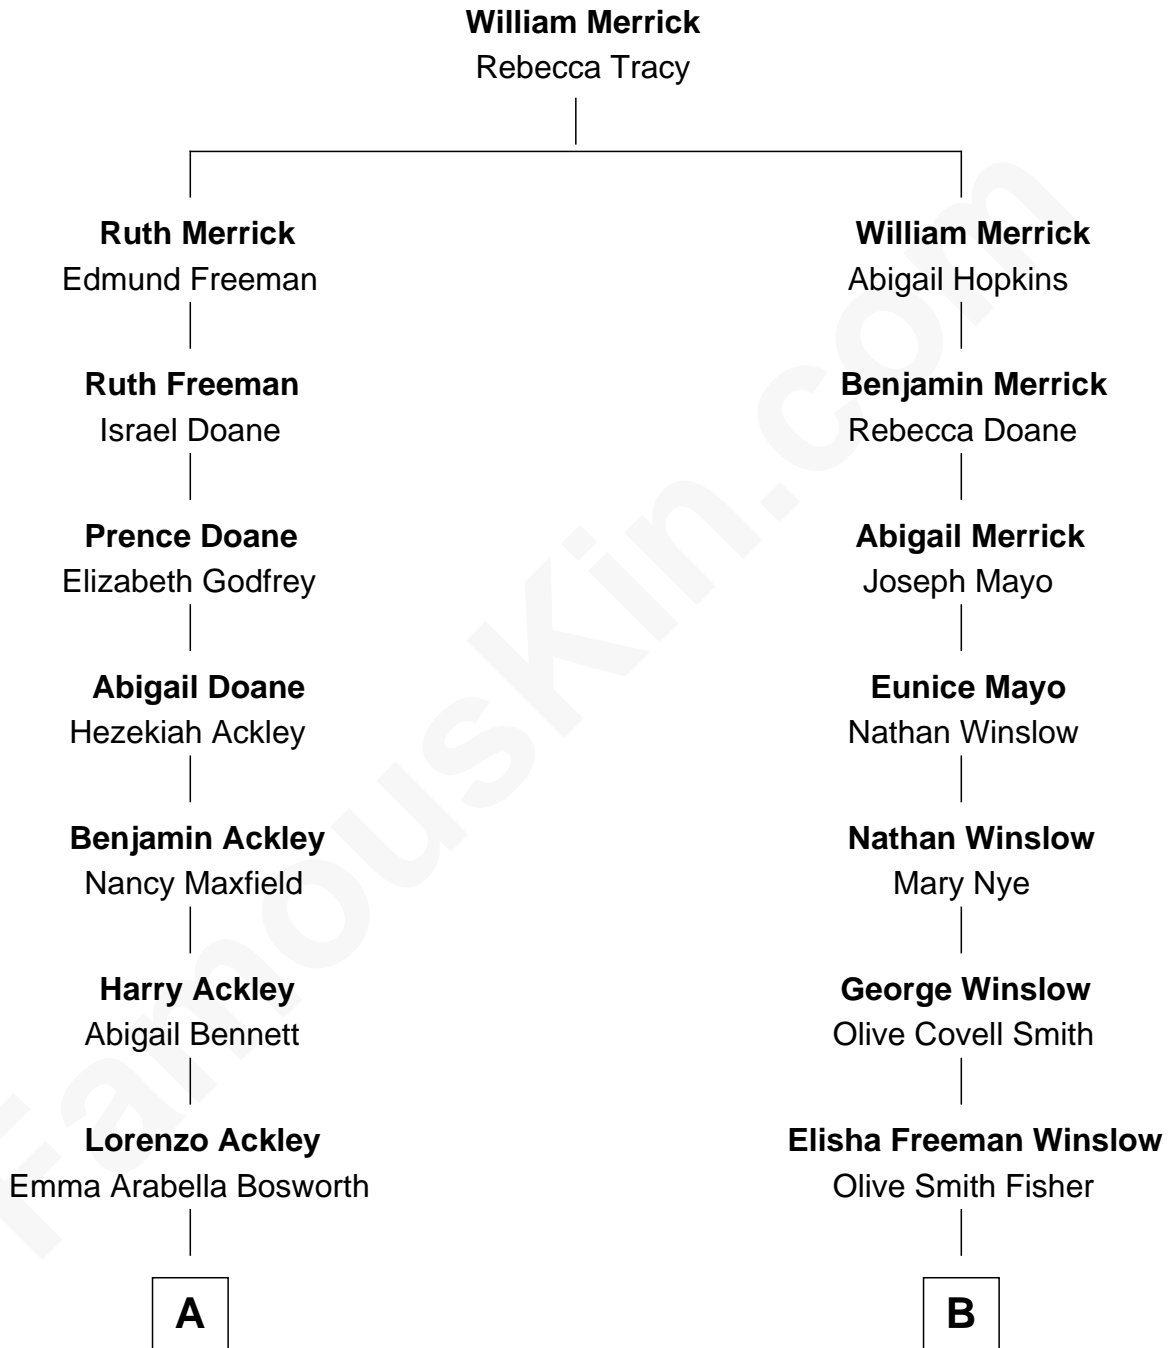 William Merrick
Rebecca Tracy
Ruth Merrick
Edmund Freeman
William Merrick
Abigail Hopkins
Ruth Freeman
Israel Doane
Benjamin Merrick
Rebecca Doane
Prence Doane
Elizabeth Godfrey
Abigail Merrick
Joseph Mayo
Abigail Doane
Hezekiah Ackley
Eunice Mayo
Nathan Winslow
Benjamin Ackley
Nancy Maxfield
Nathan Winslow
Mary Nye
Harry Ackley
Abigail Bennett
George Winslow
Olive Covell Smith
Lorenzo Ackley
Emma Arabella Bosworth
Elisha Freeman Winslow
Olive Smith Fisher
A
B
FamousKin.com